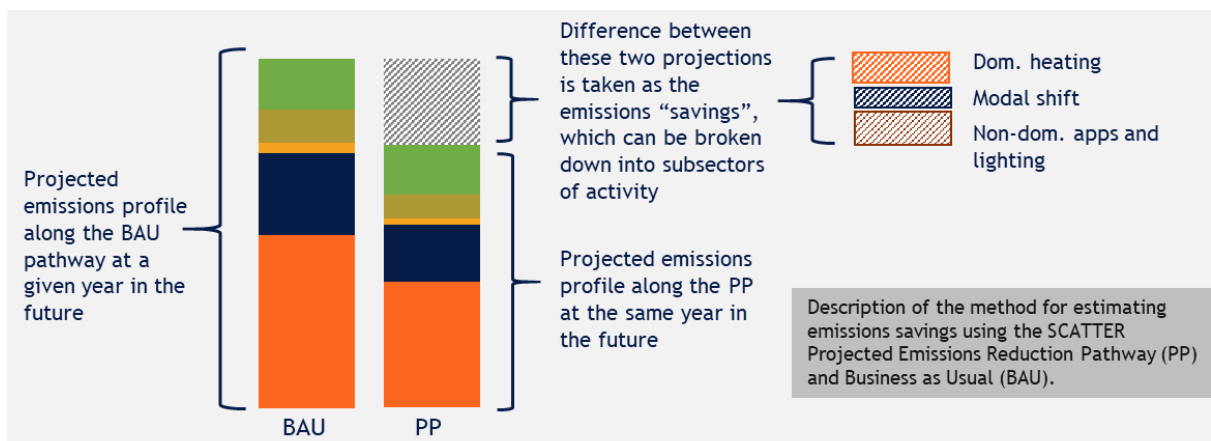 Projected
emissions profile
along the BAU
pathway at a
given year in the
future
BAU
PP
Difference between
these two projections
is taken as the
emissions “savings”,
which can be broken
down into subsectors
of activity
Projected emissions
profile along the PP
at the same year in
the future
Dom. heating
Modal shift
Non-dom. apps and
lighting
Description of the method for estimating
emissions savings using the SCATTER
Projected Emissions Reduction Pathway (PP)
and Business as Usual (BAU).